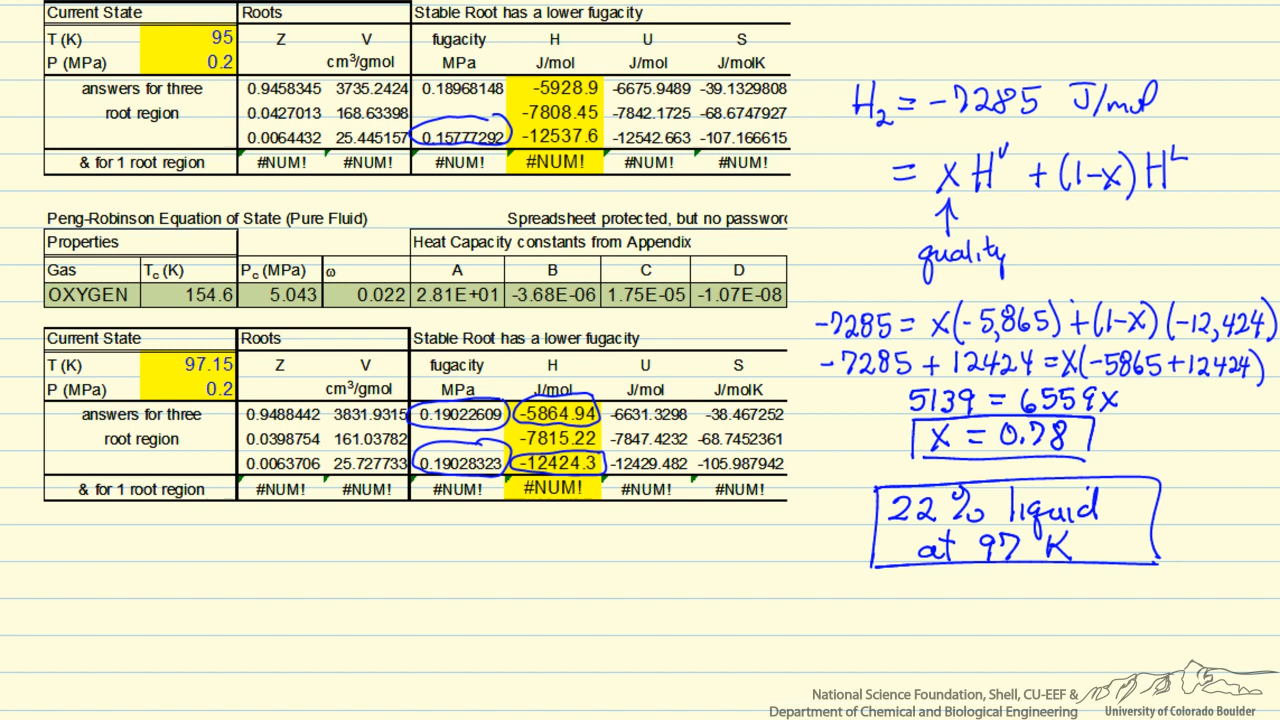 Current State Roots Stable Root has a lower fugacity
T (K) 95 Z V fugacity H U S
P (MPa) 0.2 cm³/gmol MPa J/mol J/mol J/molK
answers for three 0.9458345 3735.2424 0.18968148 -5928.9 -6675.9489 -39.1329808
root region 0.0427013 168.63398 -7808.45 -7842.1725 -68.6747927
0.0064432 25.445157 0.15777292 -12537.6 -12542.663 -107.166615
& for 1 root region #NUM! #NUM! #NUM! #NUM! #NUM! #NUM!
Peng-Robinson Equation of State (Pure Fluid) Spreadsheet protected, but no password
Properties Heat Capacity constants from Appendix
Gas Tc (K) Pc (MPa) ω A B C D
OXYGEN 154.6 5.043 0.022 2.81E+01 -3.68E-06 1.75E-05 -1.07E-08
Current State Roots Stable Root has a lower fugacity
T (K) 97.15 Z V fugacity H U S
P (MPa) 0.2 cm³/gmol MPa J/mol J/mol J/molK
answers for three 0.9488442 3831.9315 0.19022609 -5864.94 -6631.3298 -38.467252
root region 0.0398754 161.03782 -7815.22 -7847.4232 -68.7452361
0.0063706 25.727733 0.19028323 -12424.3 -12429.482 -105.987942
& for 1 root region #NUM! #NUM! #NUM! #NUM! #NUM! #NUM!
H₂ = -7285 J/mol
= x Hᵛ + (1-x) Hᴸ
↑
quality
-7285 = x(-5,865) + (1-x) (-12,424)
-7285 + 12424 = x(-5865+12424)
5139 = 6559x
x = 0.78
22% liquid
at 97 K
National Science Foundation, Shell, CU-EEF &
Department of Chemical and Biological Engineering
University of Colorado Boulder